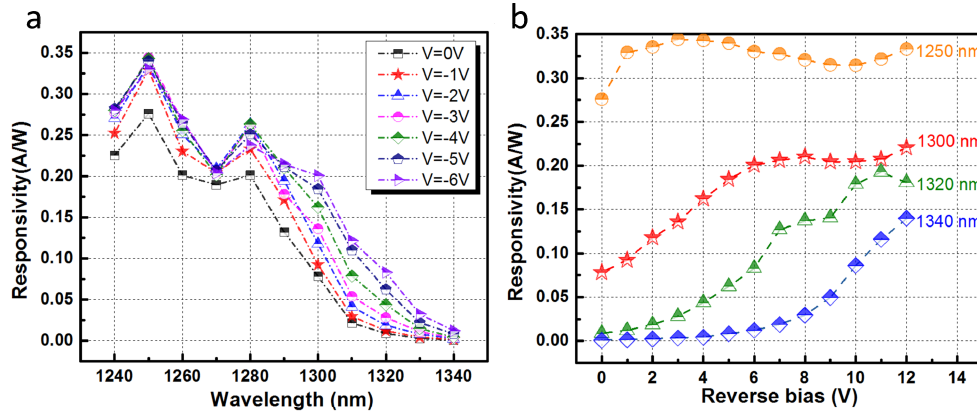 a
Responsivity(A/W)
0.35
0.30
0.25
0.20
0.15
0.10
0.05
0.00
1240 1260 1280 1300 1320 1340
Wavelength (nm)
V=0V
V=-1V
V=-2V
V=-3V
V=-4V
V=-5V
V=-6V
b
Responsivity(A/W)
0.35
0.30
0.25
0.20
0.15
0.10
0.05
0.00
0 2 4 6 8 10 12 14
Reverse bias (V)
1250 nm
1300 nm
1320 nm
1340 nm